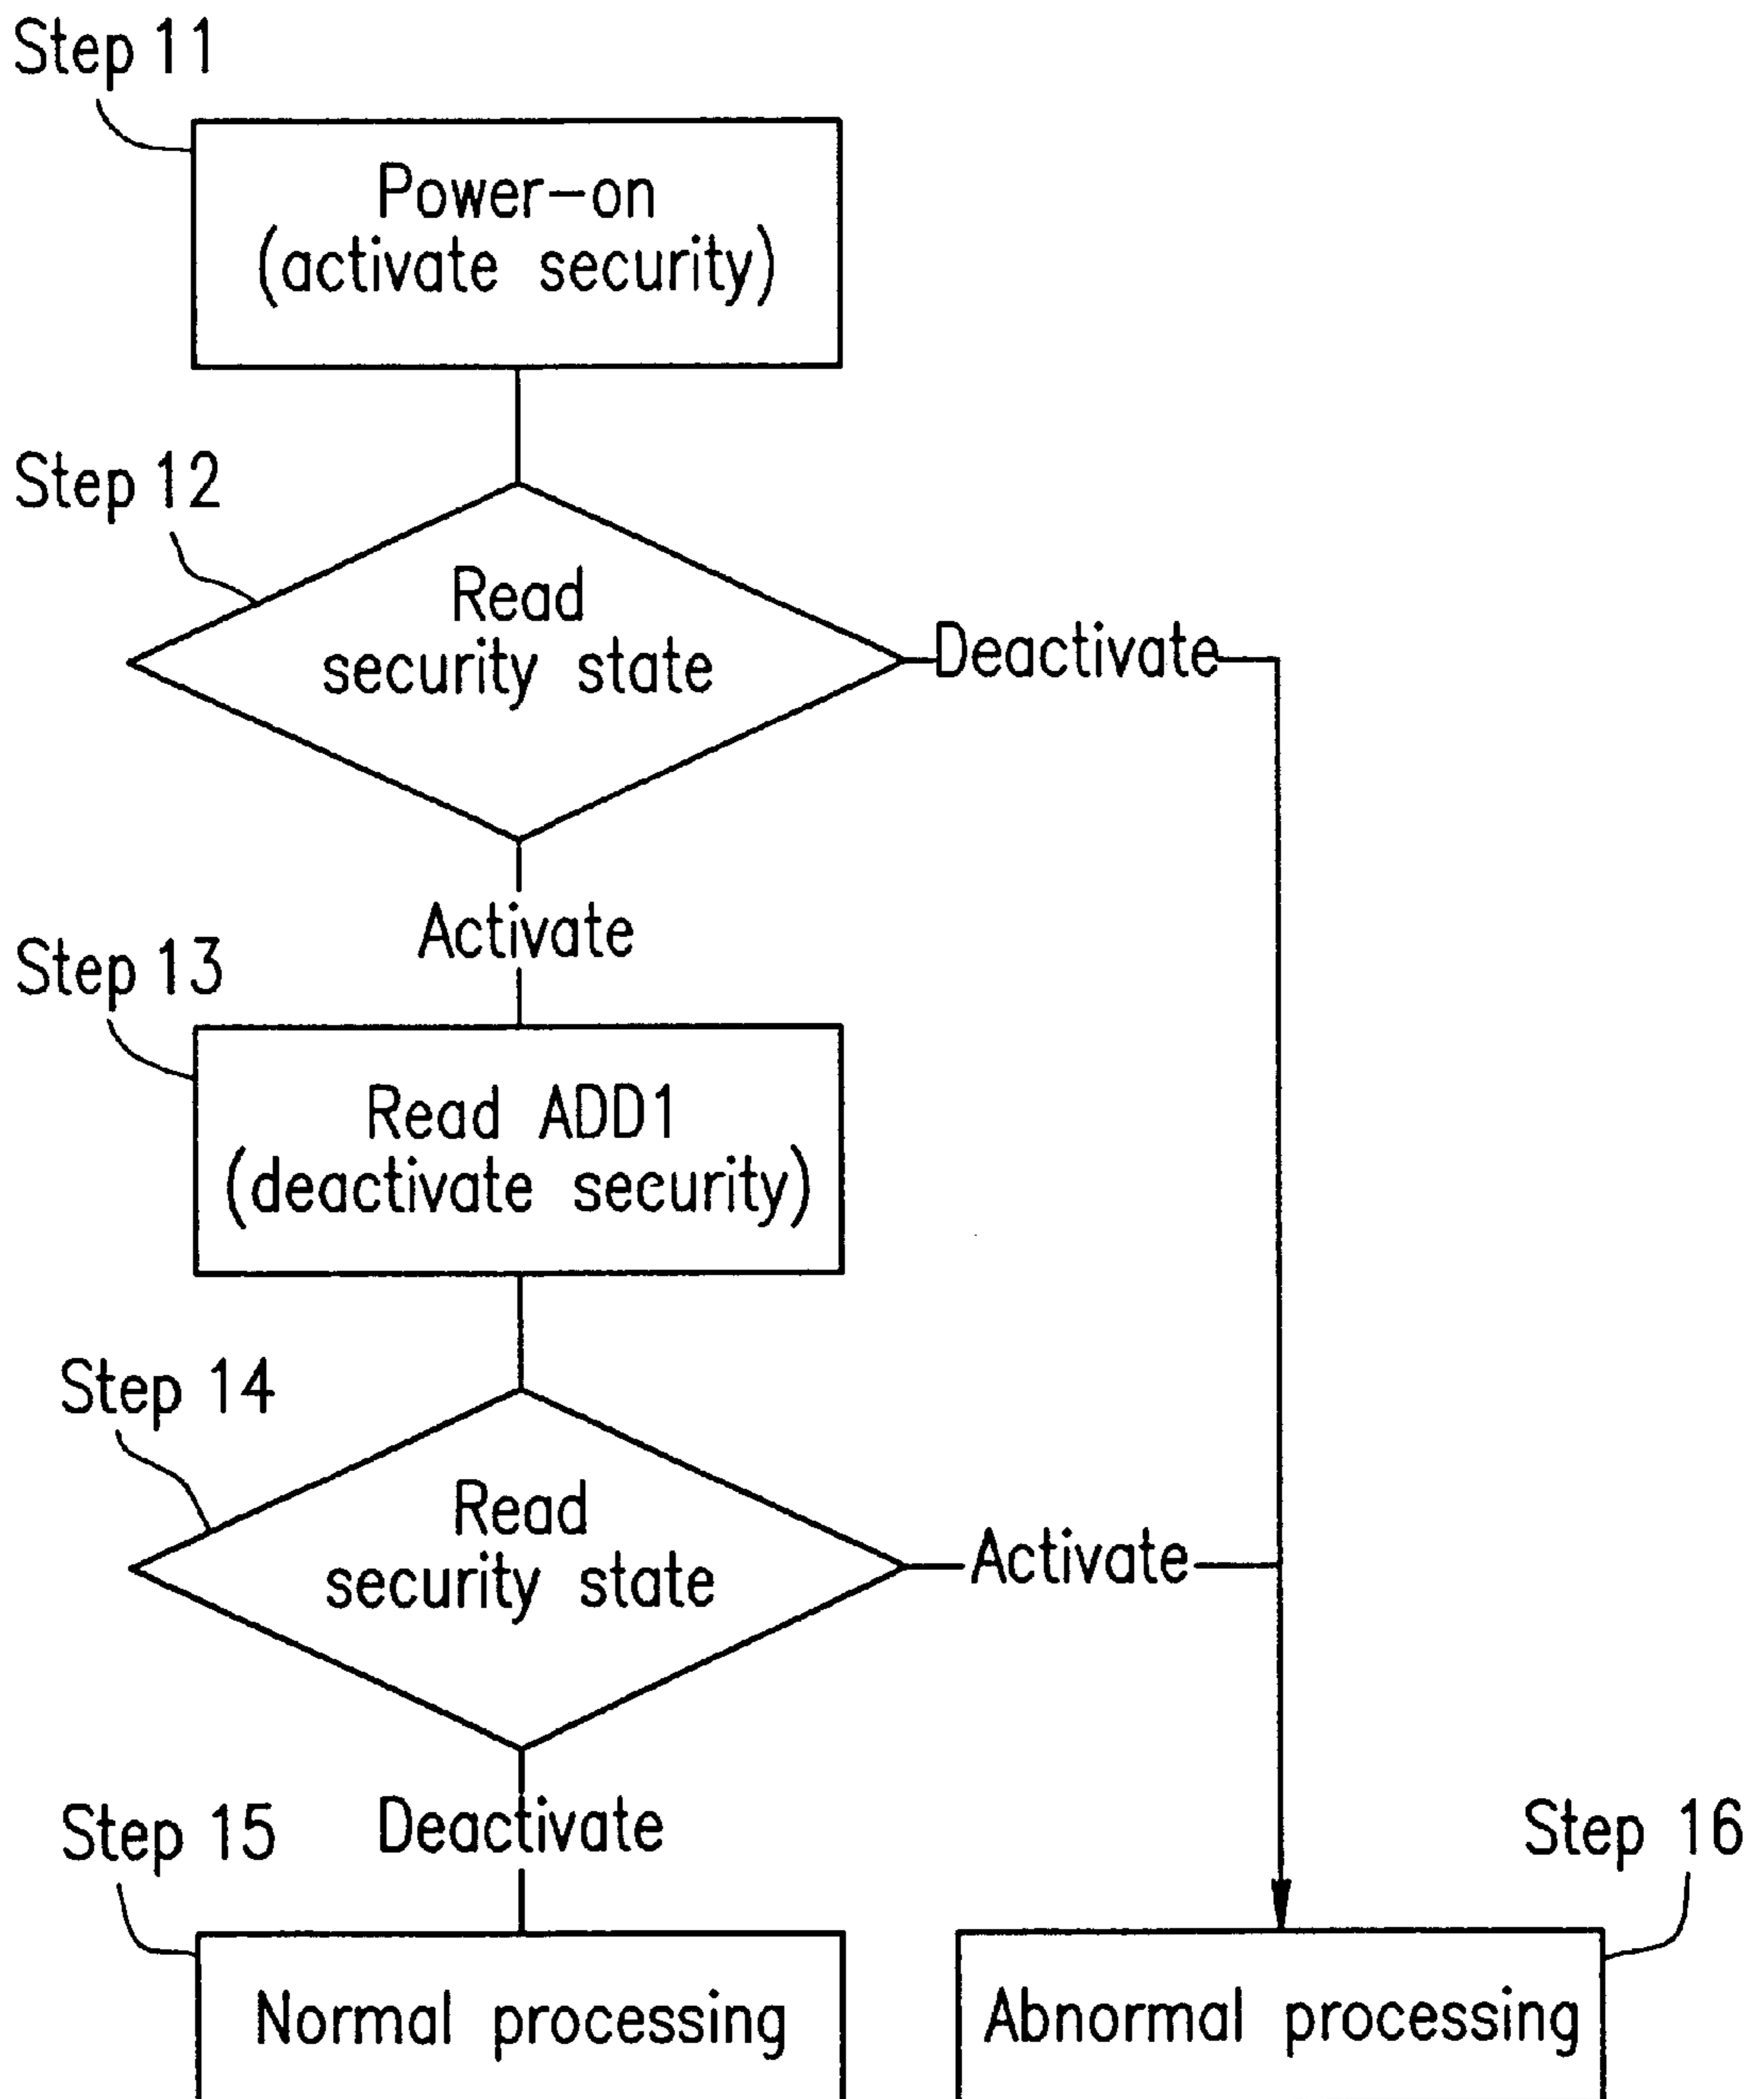 Step 11
Power-on
(activate security)
Step 12
Read
security state
Deactivate
Activate
Step 13
Read ADD1
(deactivate security)
Step 14
Read
security state
Activate
Deactivate
Step 15
Step 16
Normal processing
Abnormal processing